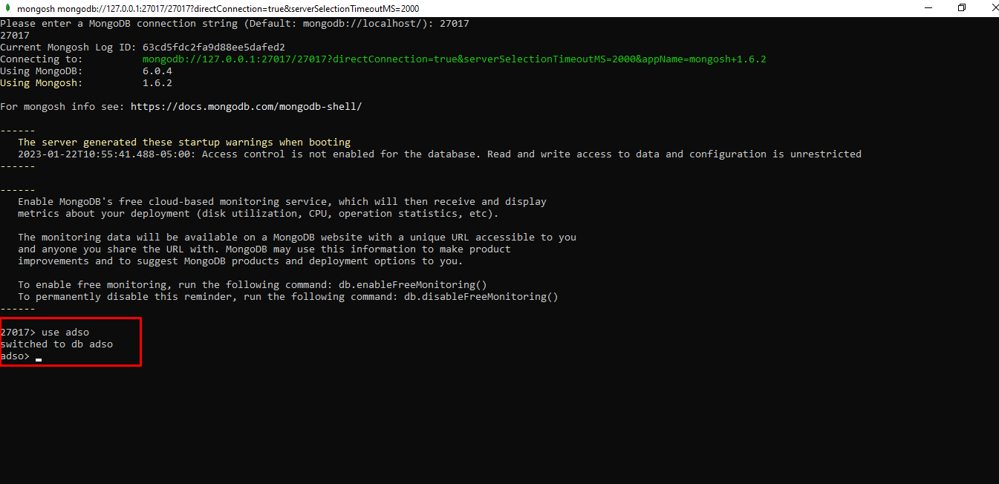 mongosh mongodb://127.0.0.1:27017/27017?directConnection=true&serverSelectionTimeoutMS=2000
Please enter a MongoDB connection string (Default: mongodb://localhost/): 27017
27017
Current Mongosh Log ID: 63cd5fdc2fa9d88ee5dafed2
Connecting to:          mongodb://127.0.0.1:27017/27017?directConnection=true&serverSelectionTimeoutMS=2000&appName=mongosh+1.6.2
Using MongoDB:          6.0.4
Using Mongosh:          1.6.2
For mongosh info see: https://docs.mongodb.com/mongodb-shell/
------
The server generated these startup warnings when booting
2023-01-22T10:55:41.488-05:00: Access control is not enabled for the database. Read and write access to data and configuration is unrestricted
------
------
Enable MongoDB's free cloud-based monitoring service, which will then receive and display
metrics about your deployment (disk utilization, CPU, operation statistics, etc).
The monitoring data will be available on a MongoDB website with a unique URL accessible to you
and anyone you share the URL with. MongoDB may use this information to make product
improvements and to suggest MongoDB products and deployment options to you.
To enable free monitoring, run the following command: db.enableFreeMonitoring()
To permanently disable this reminder, run the following command: db.disableFreeMonitoring()
------
27017> use adso
switched to db adso
adso>